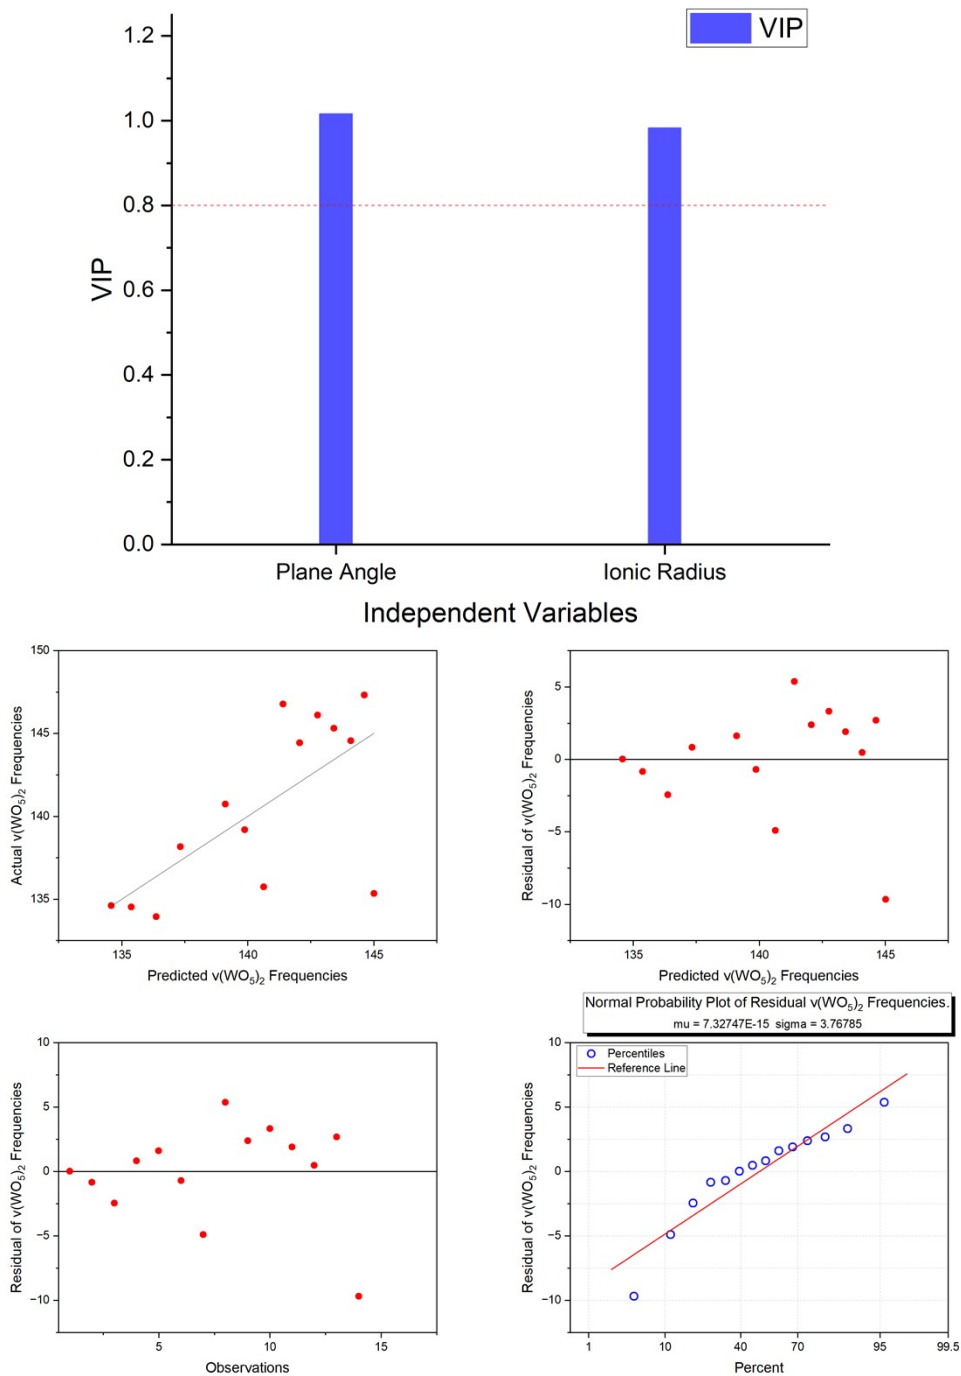 VIP
1.2
1.0
0.8
0.6
0.4
0.2
0.0
VIP
Plane Angle Ionic Radius
Independent Variables
150
145
140
135
Actual v(WO₅)₂ Frequencies
135 140 145
Predicted v(WO₅)₂ Frequencies
5
0
−5
−10
Residual of v(WO₅)₂ Frequencies
135 140 145
Predicted v(WO₅)₂ Frequencies
10
5
0
−5
−10
Residual of v(WO₅)₂ Frequencies
5 10 15
Observations
Normal Probability Plot of Residual v(WO₅)₂ Frequencies.
mu = 7.32747E-15 sigma = 3.76785
Percentiles
Reference Line
10
5
0
−5
−10
Residual of v(WO₅)₂ Frequencies
1 10 40 70 95 99.5
Percent